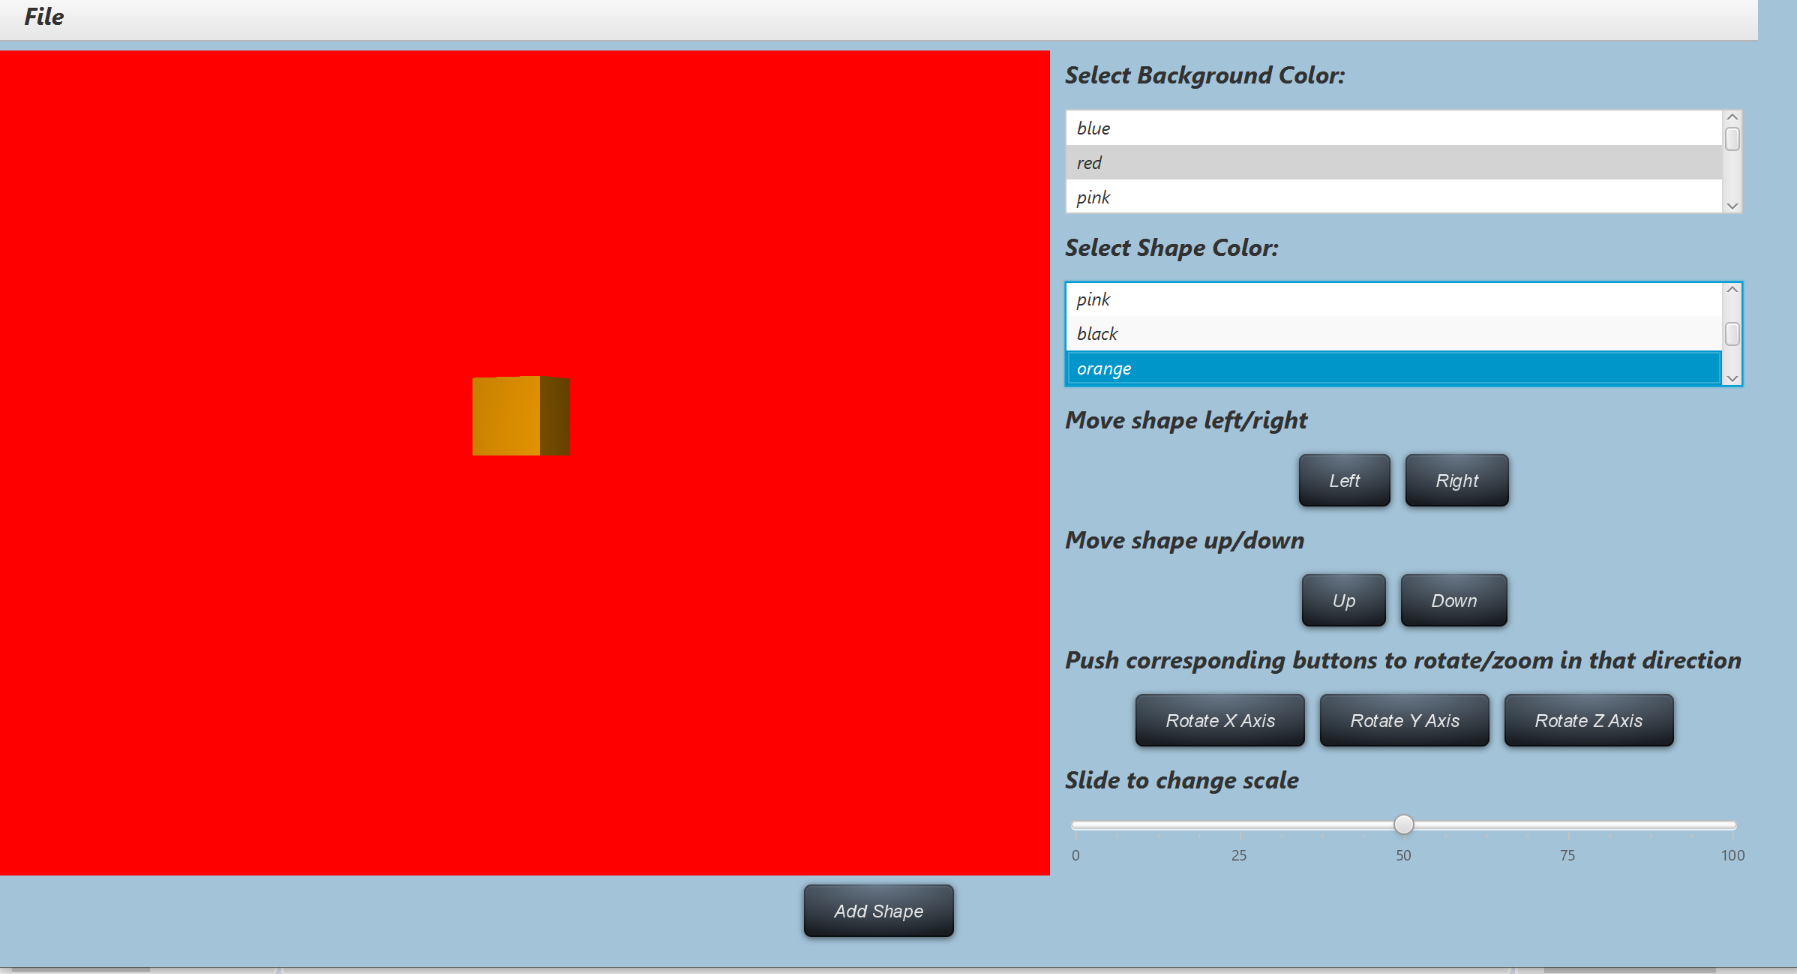 File
Select Background Color:
blue
red
pink
Select Shape Color:
pink
black
orange
Move shape left/right
Left Right
Move shape up/down
Up Down
Push corresponding buttons to rotate/zoom in that direction
Rotate X Axis Rotate Y Axis Rotate Z Axis
Slide to change scale
0 25 50 75 100
Add Shape